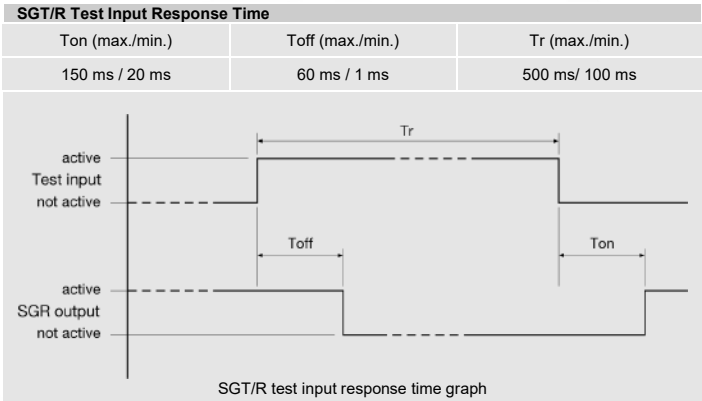 SGT/R Test Input Response Time
Ton (max./min.) Toff (max./min.) Tr (max./min.)
150 ms / 20 ms 60 ms / 1 ms 500 ms/ 100 ms
Tr
active
Test input
not active
Toff Ton
active
SGR output
not active
SGT/R test input response time graph